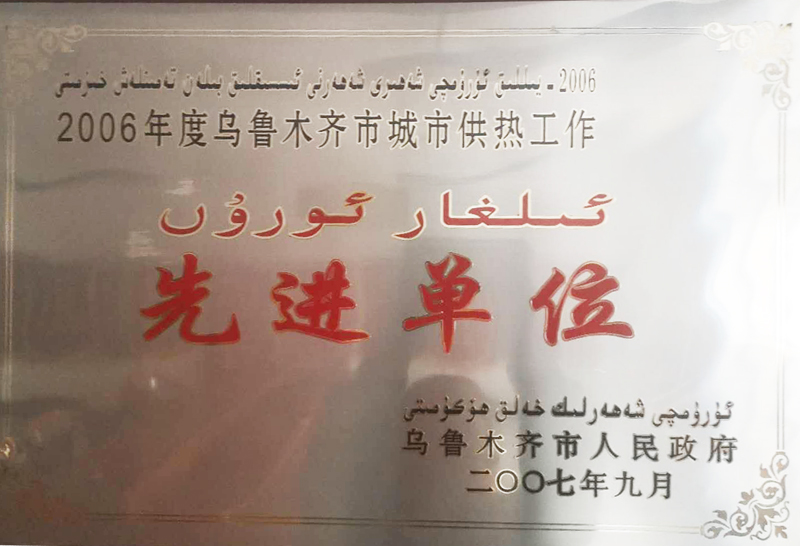 2006 - يىللىق ئۈرۈمچى شەھىرى شەھەرنى ئىسسىقلىق بىلەن تەمىنلەش خىزمىتى
2006年度乌鲁木齐市城市供热工作
ئىلغار ئورۇن
先进单位
ئۈرۈمچى شەھەرلىك خەلق ھۆكۈمىتى
乌鲁木齐市人民政府
二〇〇七年九月